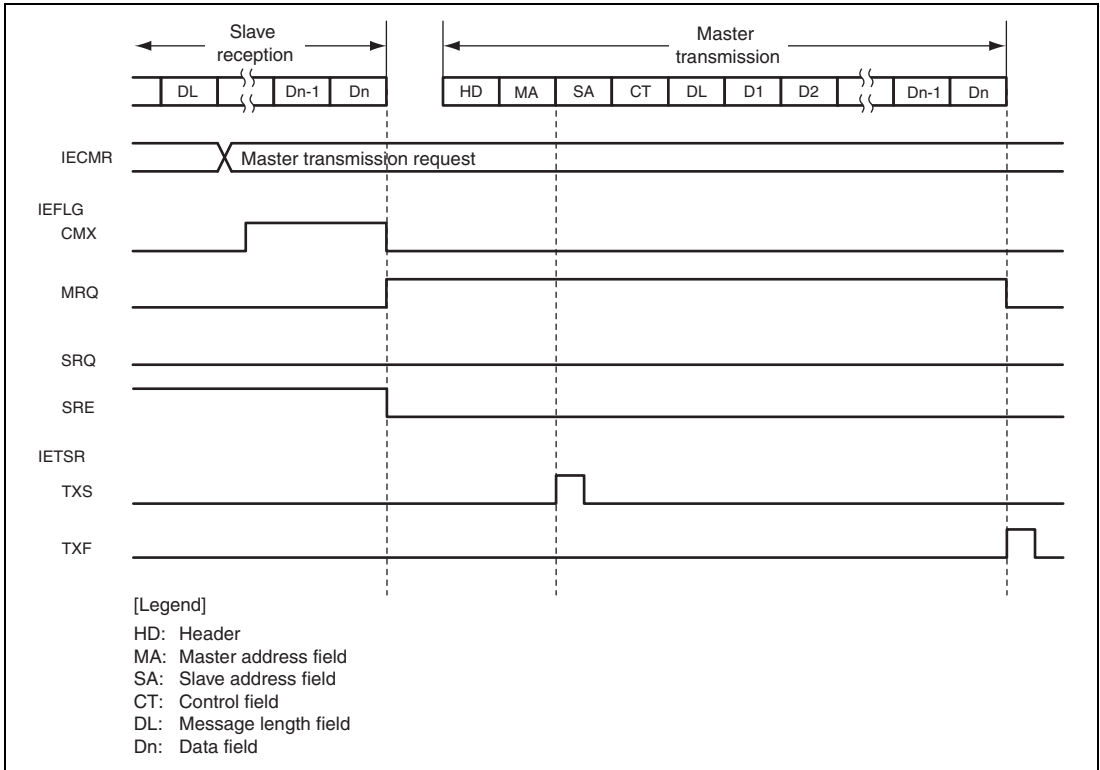 Slave
reception
Master
transmission
DL Dn-1 Dn HD MA SA CT DL D1 D2 Dn-1 Dn
IECMR Master transmission request
IEFLG
CMX
MRQ
SRQ
SRE
IETSR
TXS
TXF
[Legend]
HD: Header
MA: Master address field
SA: Slave address field
CT: Control field
DL: Message length field
Dn: Data field